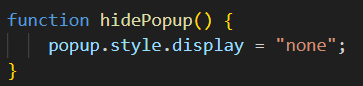 function hidePopup() {
    popup.style.display = "none";
}